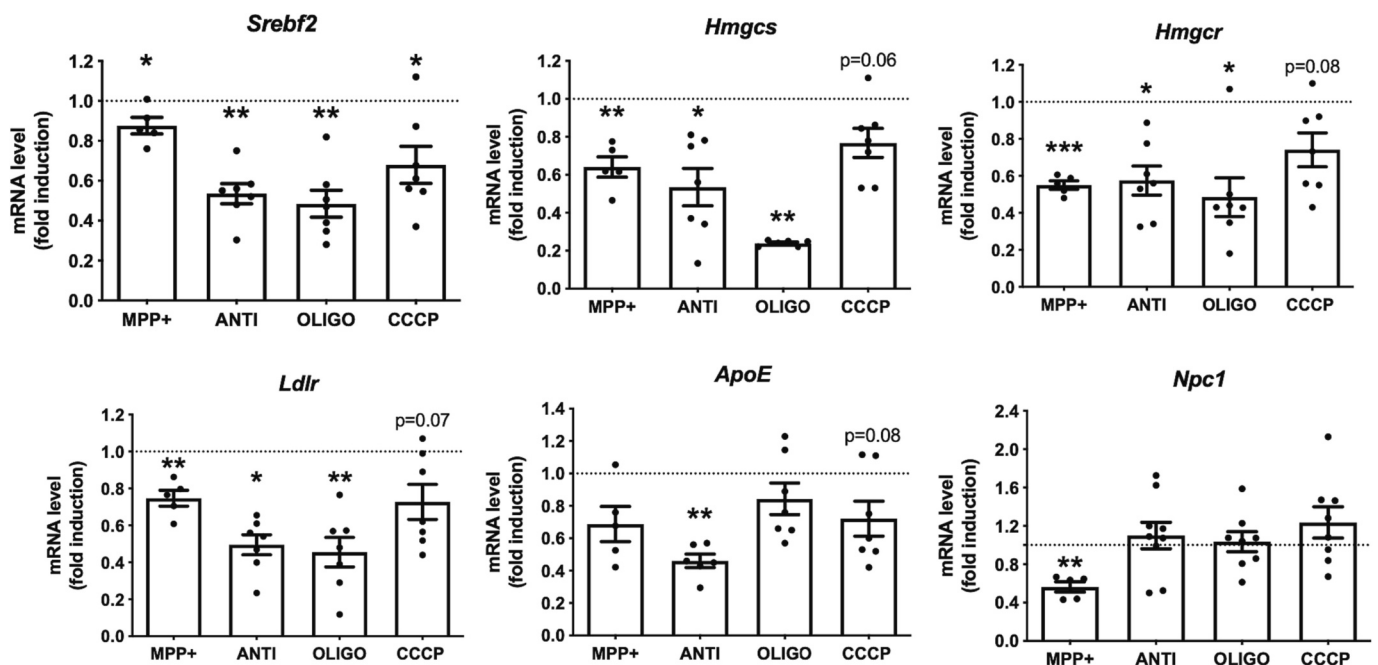 Srebf2
mRNA level
(fold induction)
1.2
1.0
0.8
0.6
0.4
0.2
0.0
*
**
**
*
MPP+ ANTI OLIGO CCCP
Hmgcs
mRNA level
(fold induction)
1.2
1.0
0.8
0.6
0.4
0.2
0.0
**
*
**
p=0.06
MPP+ ANTI OLIGO CCCP
Hmgcr
mRNA level
(fold induction)
1.2
1.0
0.8
0.6
0.4
0.2
0.0
***
*
*
p=0.08
MPP+ ANTI OLIGO CCCP
Ldlr
mRNA level
(fold induction)
1.2
1.0
0.8
0.6
0.4
0.2
0.0
**
*
**
p=0.07
MPP+ ANTI OLIGO CCCP
ApoE
mRNA level
(fold induction)
1.4
1.2
1.0
0.8
0.6
0.4
0.2
0.0
**
p=0.08
MPP+ ANTI OLIGO CCCP
Npc1
mRNA level
(fold induction)
2.4
2.1
1.8
1.5
1.2
0.9
0.6
0.4
0.0